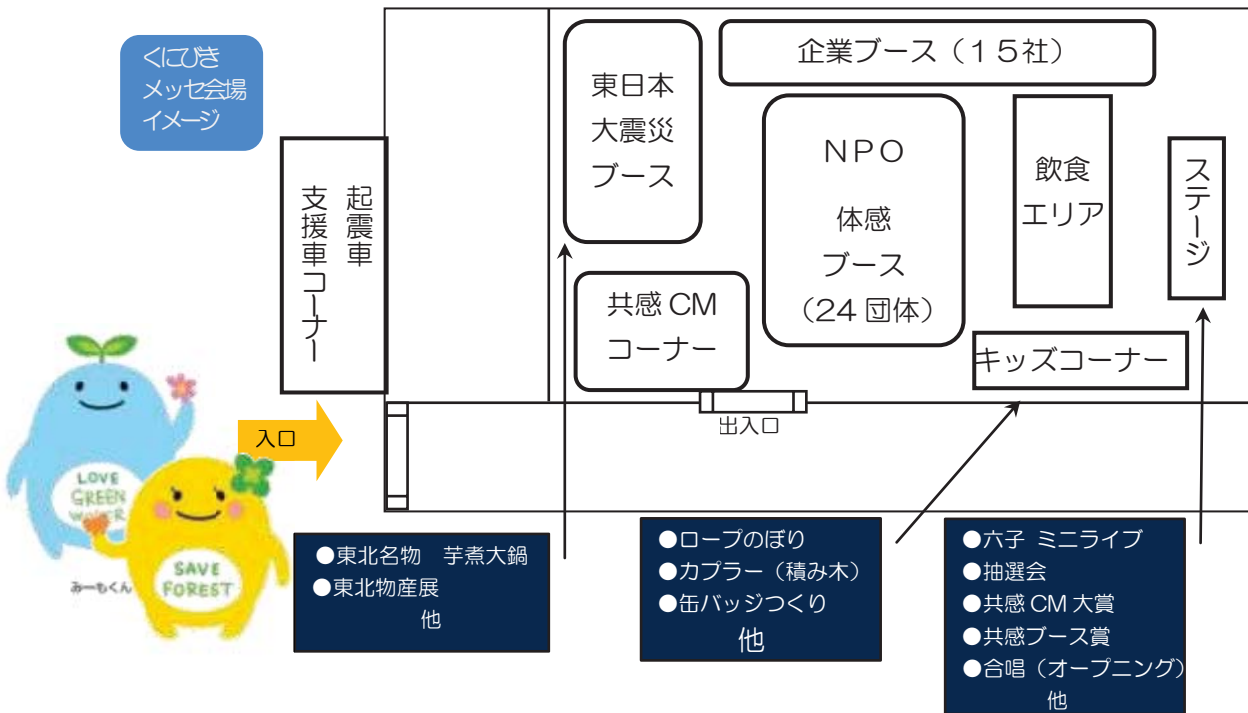 くにびき
メッセ会場
イメージ
起震車
支援車コーナー
東日本
大震災
ブース
企業ブース（１５社）
ＮＰＯ
体感
ブース
（24 団体）
飲食
エリア
ステージ
共感 CM
コーナー
キッズコーナー
出入口
入口
LOVE
GREEN
WATER
SAVE
FOREST
みーもくん
●東北名物　芋煮大鍋
●東北物産展
他
●ロープのぼり
●カプラー（積み木）
●缶バッジつくり
他
●六子 ミニライブ
●抽選会
●共感 CM 大賞
●共感ブース賞
●合唱（オープニング）
他